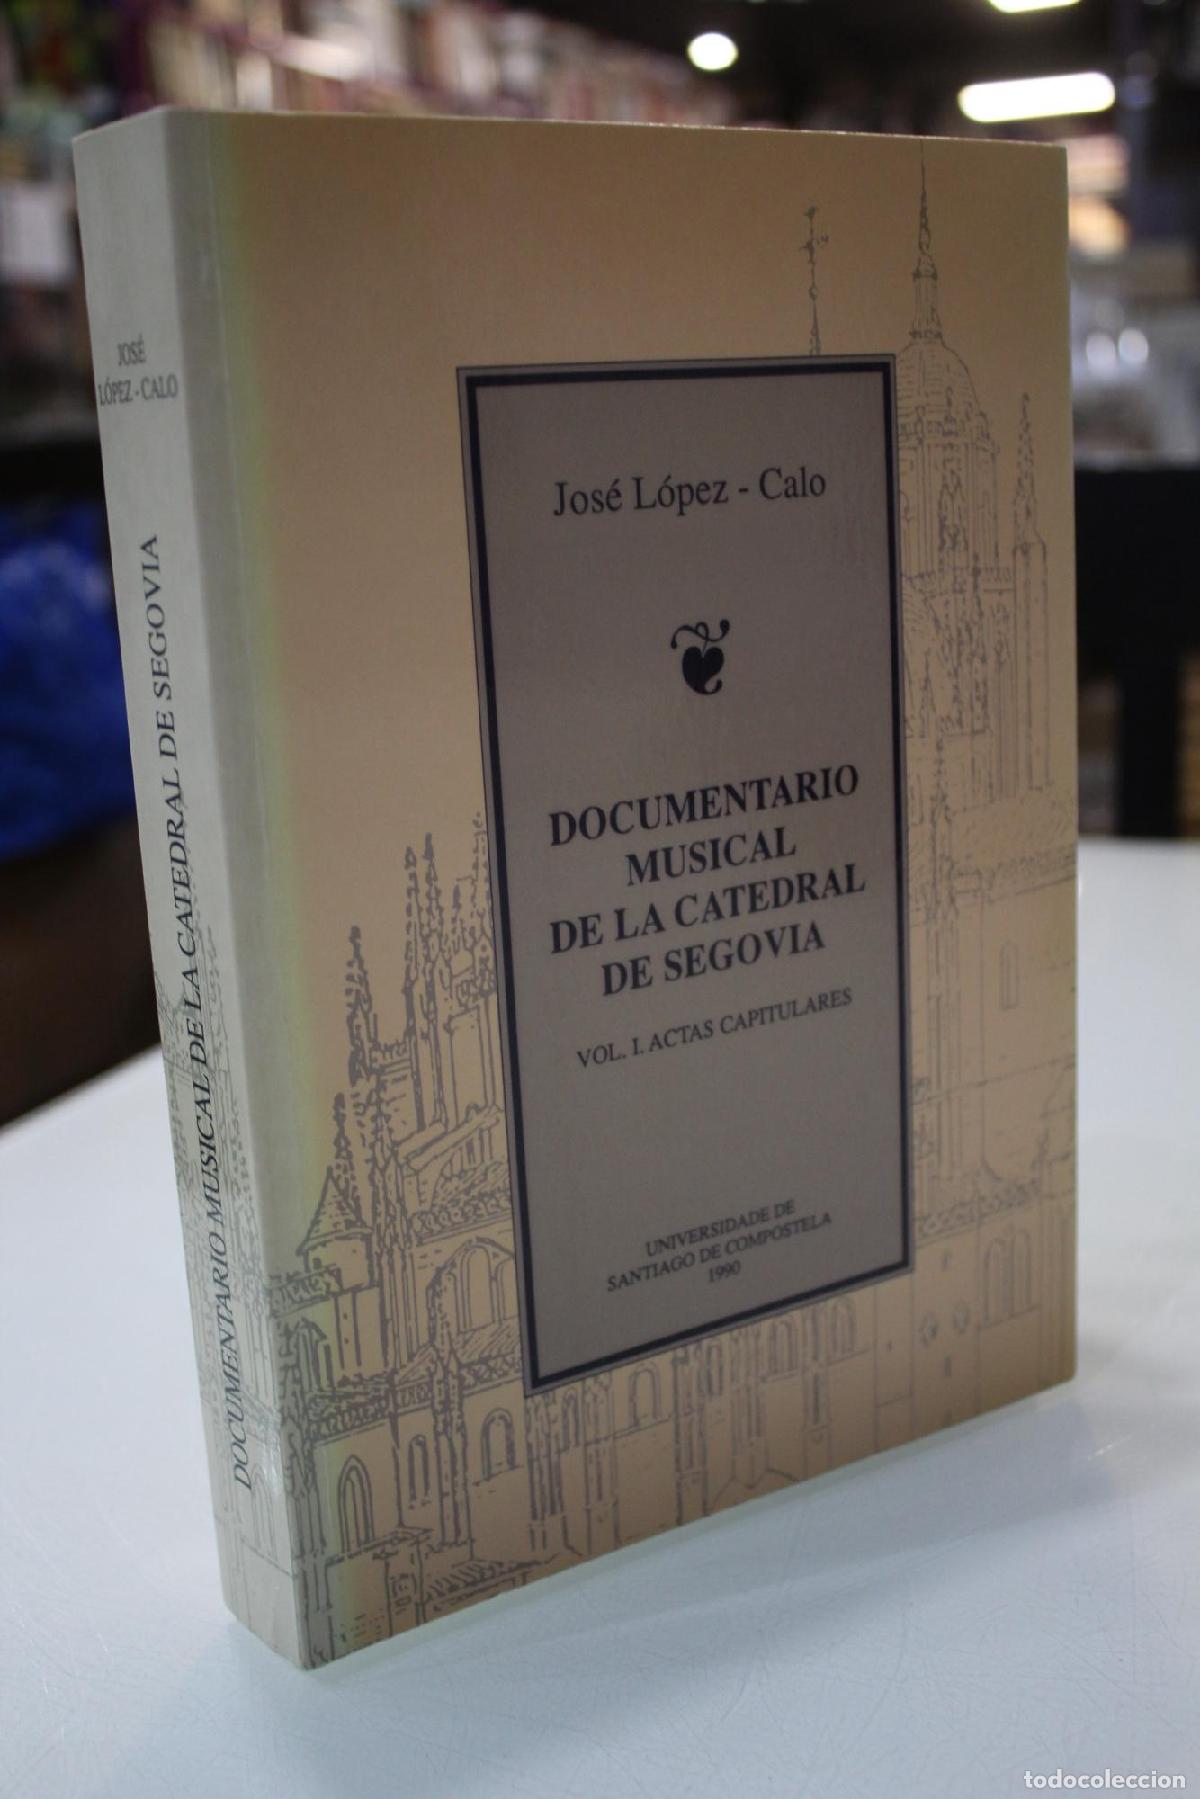 JOSÉ
LÓPEZ - CALO
DOCUMENTARIO MUSICAL DE LA CATEDRAL DE SEGOVIA
José López - Calo
DOCUMENTARIO
MUSICAL
DE LA CATEDRAL
DE SEGOVIA
VOL. I. ACTAS CAPITULARES
UNIVERSIDADE DE
SANTIAGO DE COMPOSTELA
1990
todocoleccion